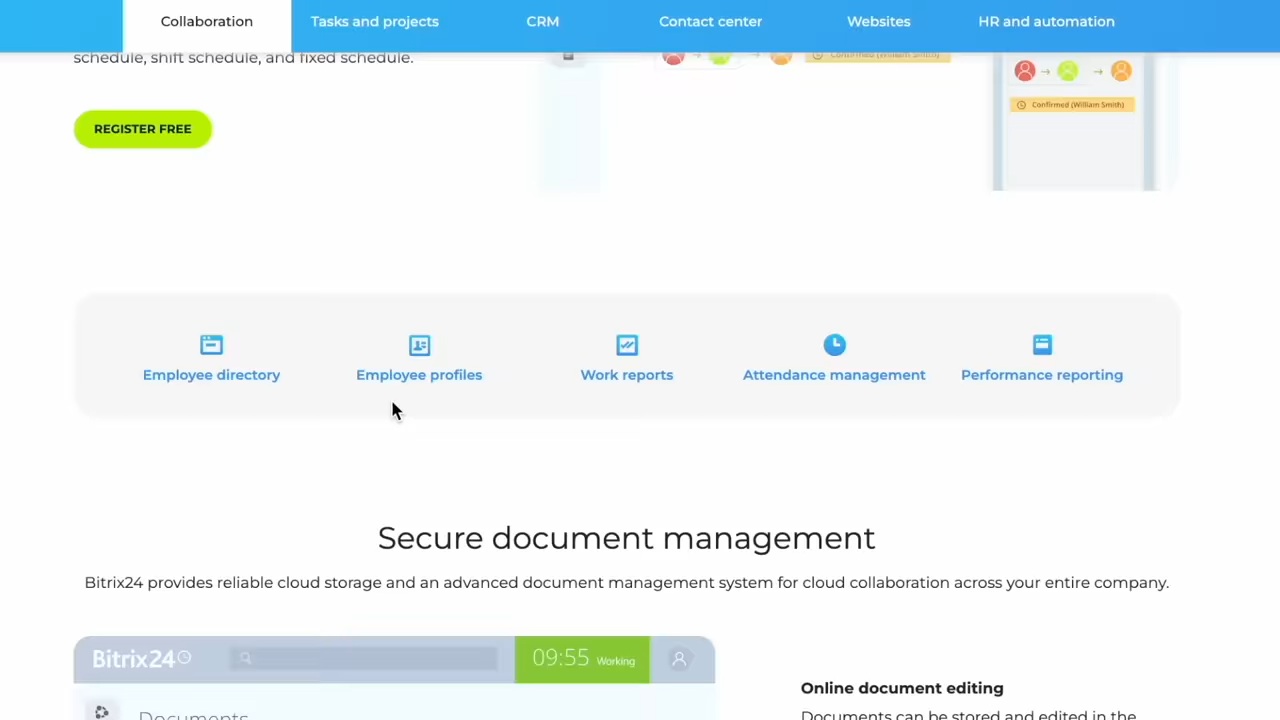 Collaboration
Tasks and projects
CRM
Contact center
Websites
HR and automation
schedule, shift schedule, and fixed schedule.
Confirmed (William Smith)
Confirmed (William Smith)
REGISTER FREE
Employee directory
Employee profiles
Work reports
Attendance management
Performance reporting
Secure document management
Bitrix24 provides reliable cloud storage and an advanced document management system for cloud collaboration across your entire company.
Bitrix24
09:55 Working
Online document editing
Documents
Documents can be stored and edited in the